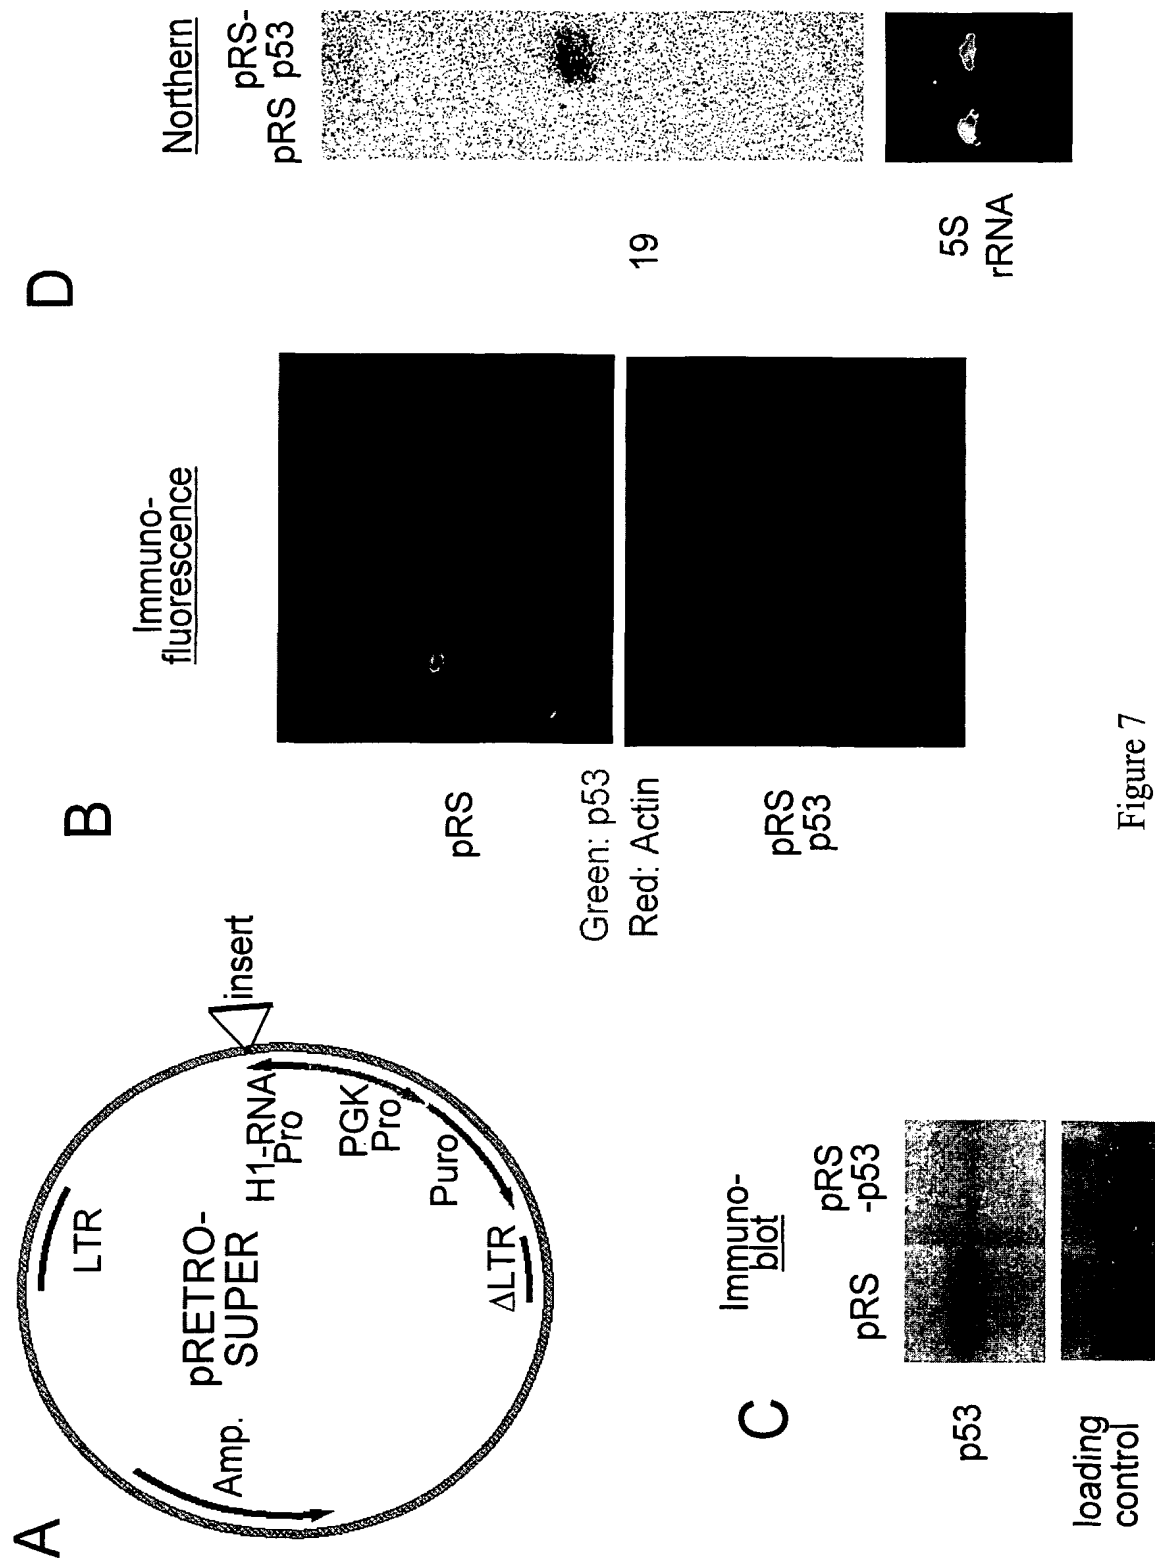 A
LTR
insert
pRETRO-
SUPER
Amp.
H1-RNA
Pro
PGK
Pro
Puro
ΔLTR
B
Immuno-
fluorescence
pRS
Green: p53
Red: Actin
pRS
p53
C
Immuno-
blot
pRS
pRS
-p53
p53
loading
control
D
Northern
pRS
pRS-
p53
19
5S
rRNA
Figure 7